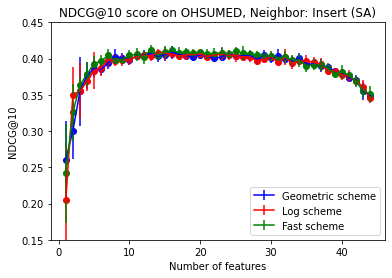 NDCG@10 score on OHSUMED, Neighbor: Insert (SA)
0.45
0.40
0.35
0.30
0.25
0.20
0.15
NDCG@10
Geometric scheme
Log scheme
Fast scheme
0 10 20 30 40
Number of features